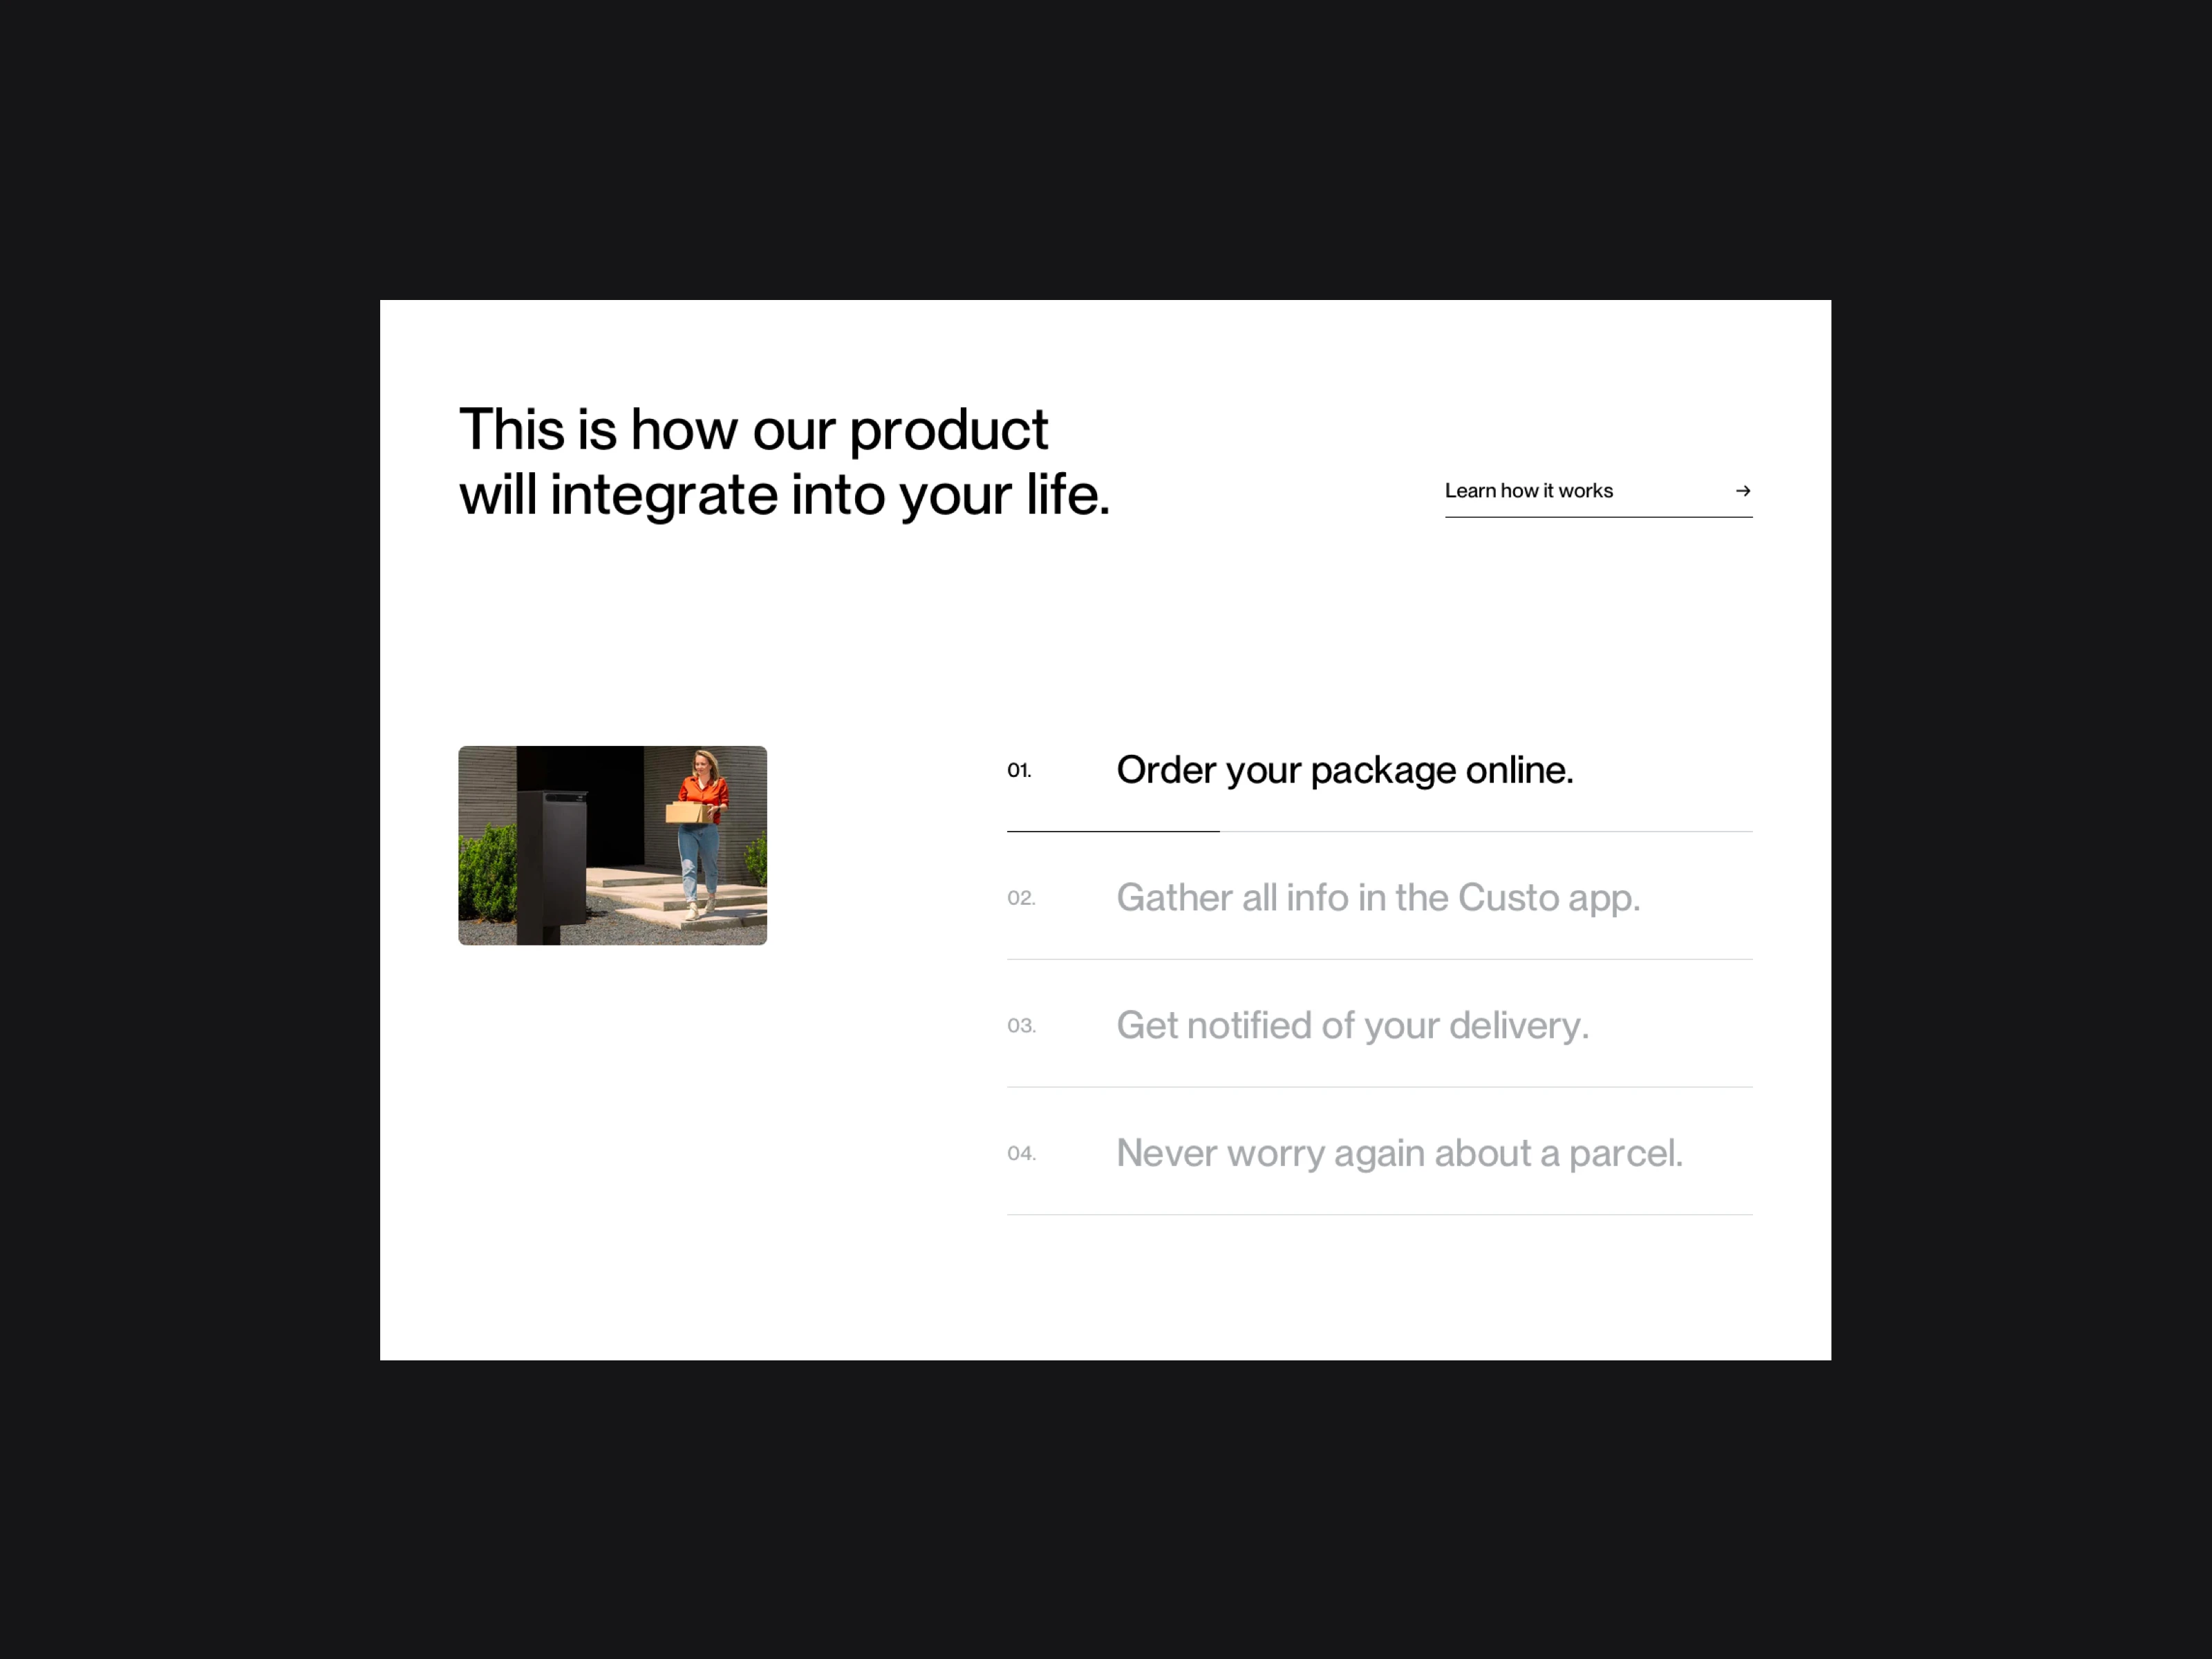 This is how our product
will integrate into your life.
Learn how it works
01.
Order your package online.
02.
Gather all info in the Custo app.
03.
Get notified of your delivery.
04.
Never worry again about a parcel.